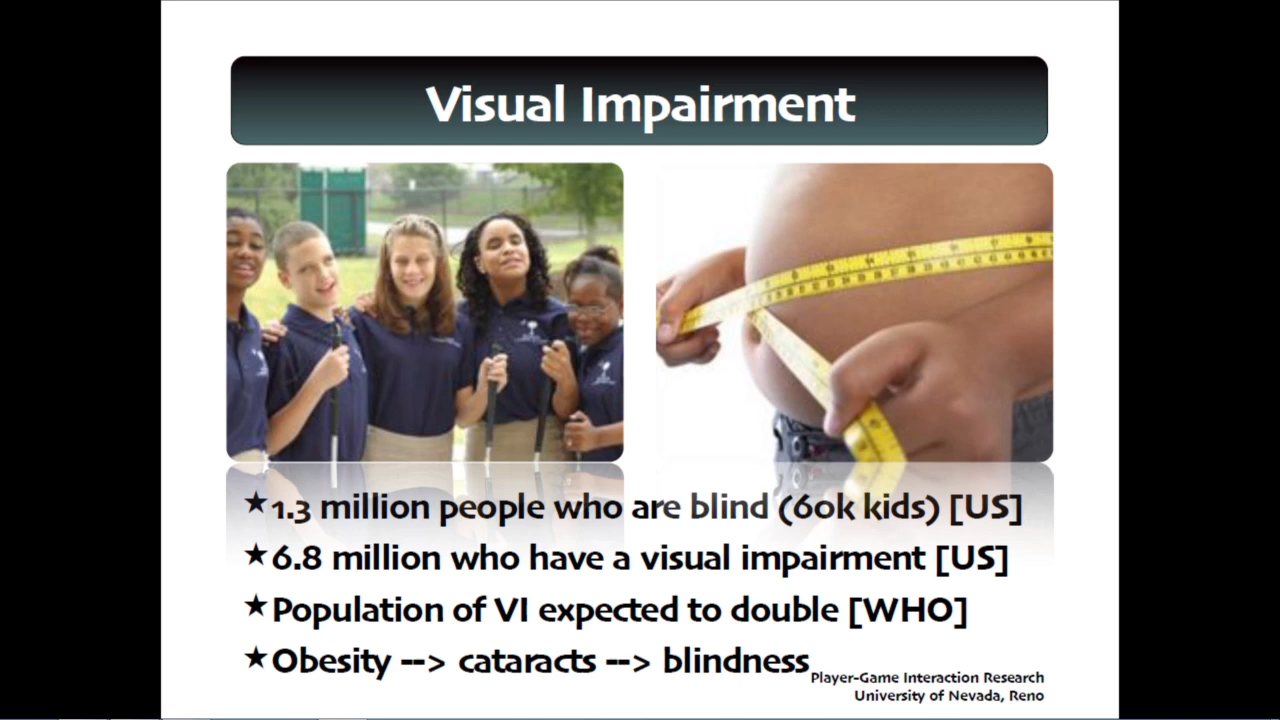 Visual Impairment
★1.3 million people who are blind (60k kids) [US]
★6.8 million who have a visual impairment [US]
★Population of VI expected to double [WHO]
★Obesity --> cataracts --> blindness
Player-Game Interaction Research
University of Nevada, Reno